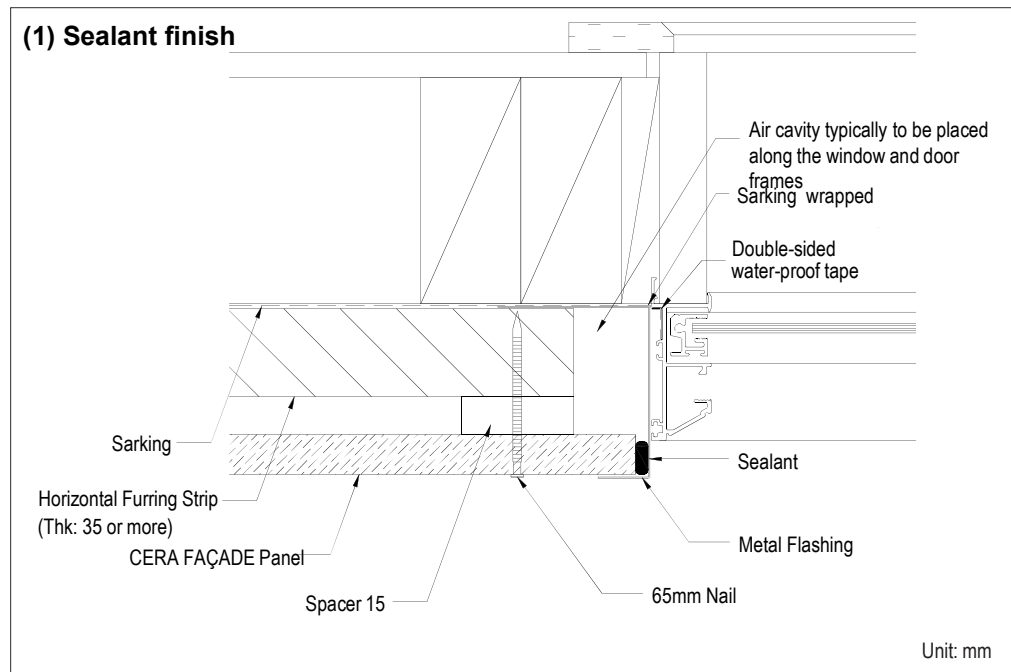 (1) Sealant finish
Air cavity typically to be placed
along the window and door
frames
Sarking wrapped
Double-sided
water-proof tape
Sarking
Sealant
Horizontal Furring Strip
(Thk: 35 or more)
Metal Flashing
CERA FAÇADE Panel
65mm Nail
Spacer 15
Unit: mm